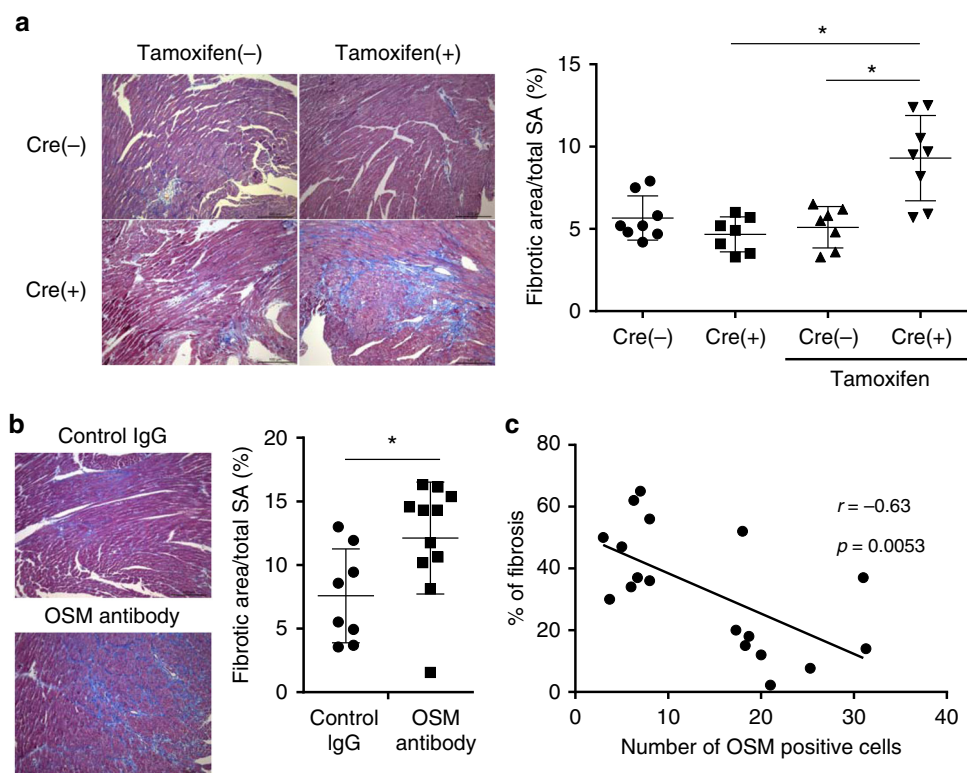 a
Tamoxifen(–) Tamoxifen(+)
Cre(–)
Cre(+)
Fibrotic area/total SA (%)
15
10
5
0
*
*
Cre(–) Cre(+) Cre(–) Cre(+)
Tamoxifen
b
Control IgG
OSM antibody
Fibrotic area/total SA (%)
20
15
10
5
0
*
Control IgG
OSM antibody
c
% of fibrosis
80
60
40
20
0
r = –0.63
p = 0.0053
0 10 20 30 40
Number of OSM positive cells